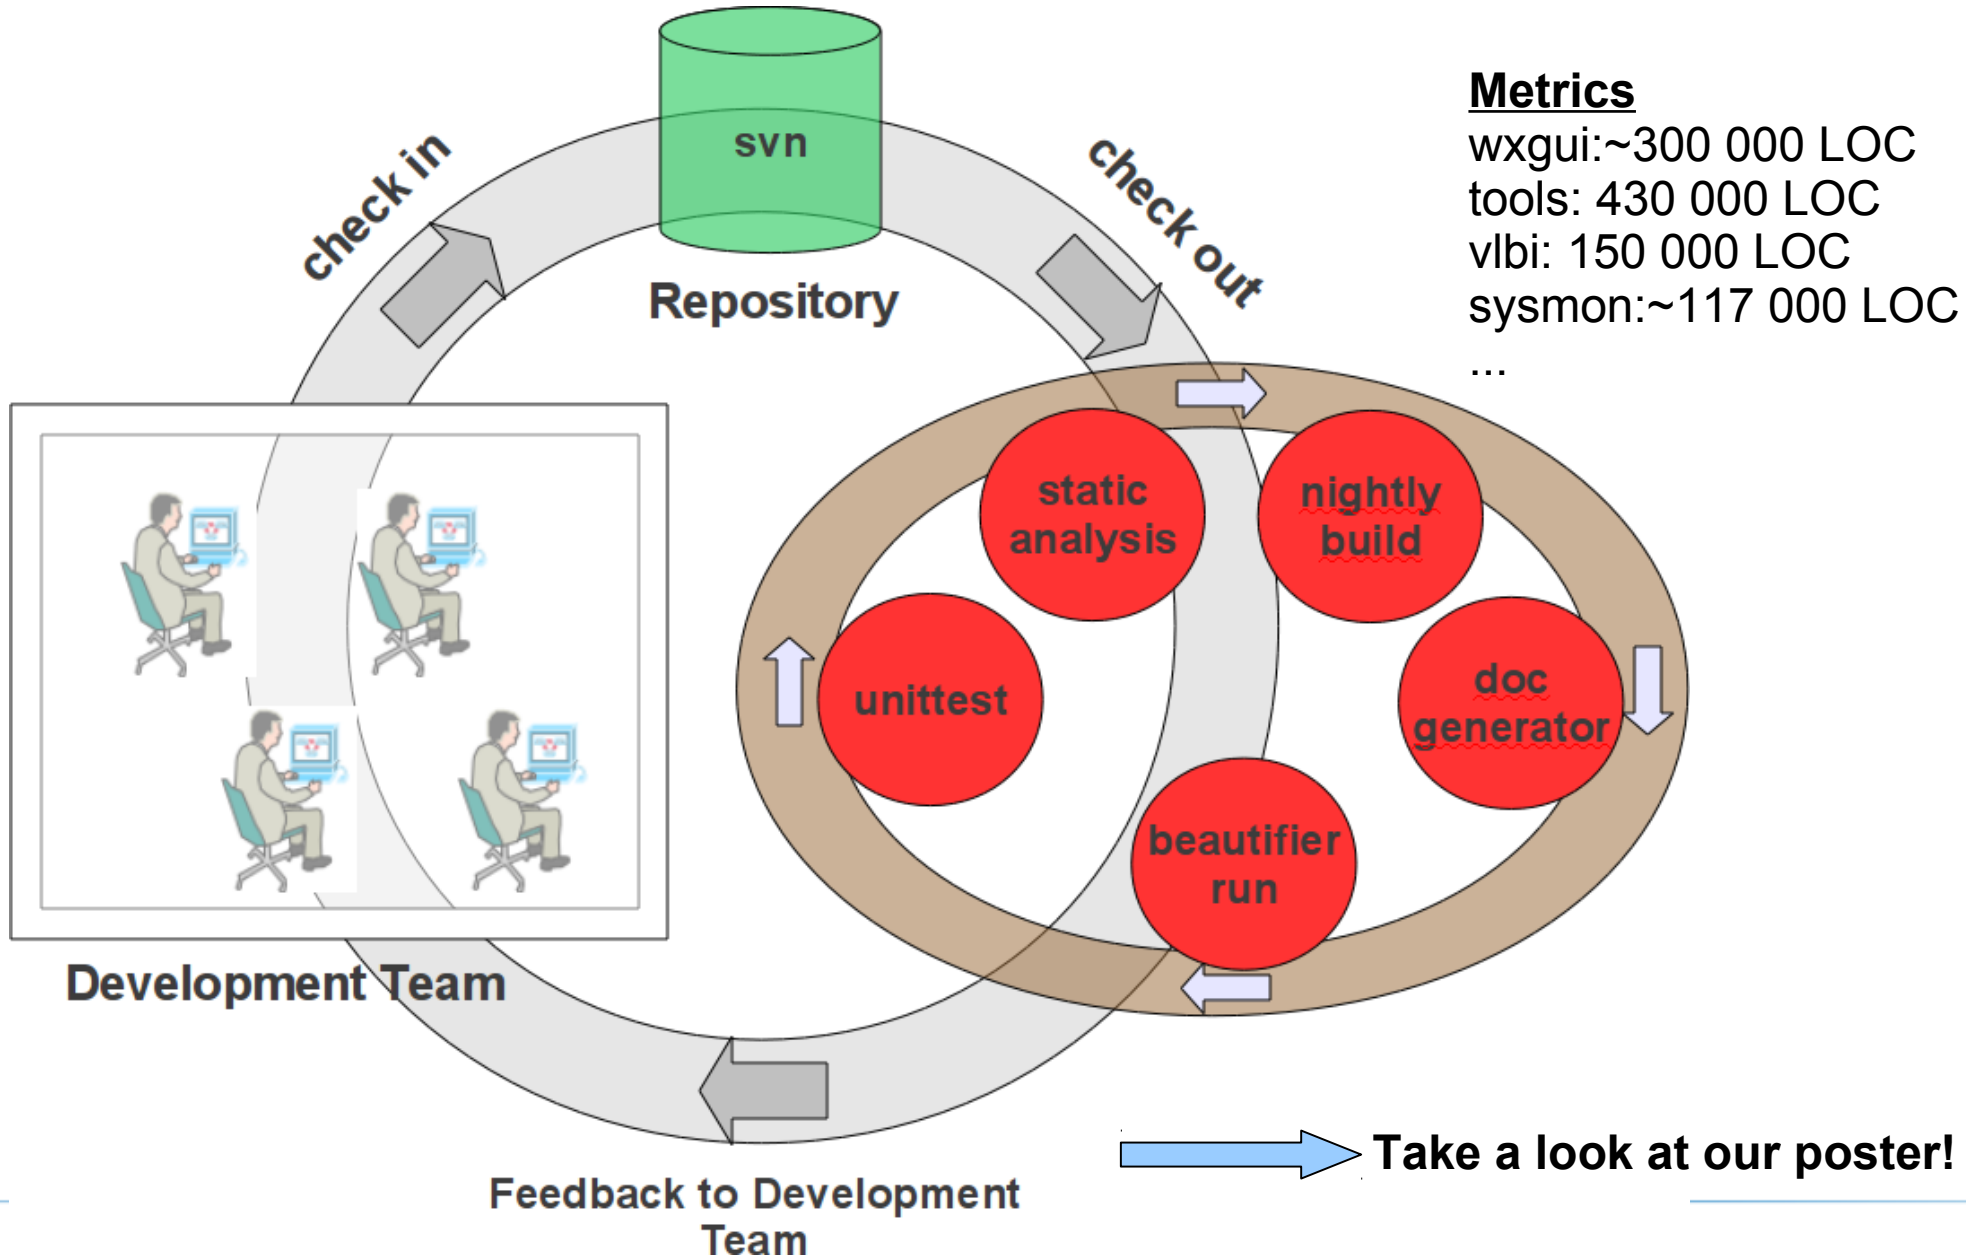 svn
Repository
check in
check out
Metrics
wxgui:~300 000 LOC
tools: 430 000 LOC
vlbi: 150 000 LOC
sysmon:~117 000 LOC
...
static
analysis
nightly
build
unittest
doc
generator
beautifier
run
Development Team
Feedback to Development
Team
Take a look at our poster!